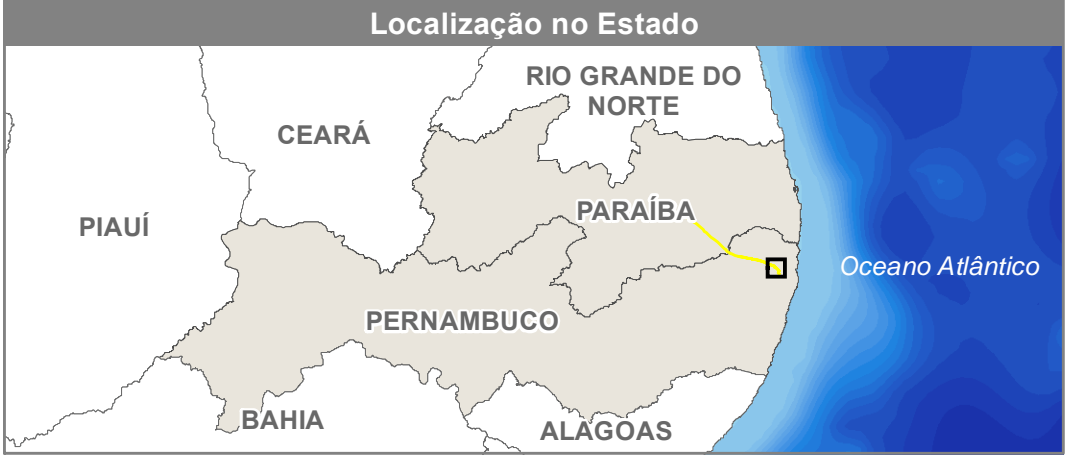 Localização no Estado
RIO GRANDE DO
NORTE
CEARÁ
PARAÍBA
PIAUÍ
Oceano Atlântico
PERNAMBUCO
BAHIA
ALAGOAS